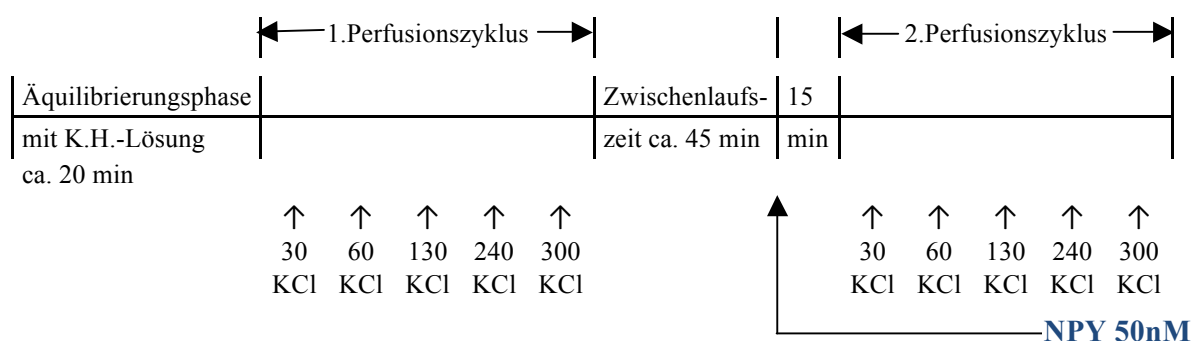 1.Perfusionszyklus 2.Perfusionszyklus
Äquilibrierungsphase Zwischenlaufs- 15
mit K.H.-Lösung zeit ca. 45 min min
ca. 20 min
↑ ↑ ↑ ↑ ↑ ↑ ↑ ↑ ↑ ↑
30 60 130 240 300 30 60 130 240 300
KCl KCl KCl KCl KCl KCl KCl KCl KCl KCl
NPY 50nM